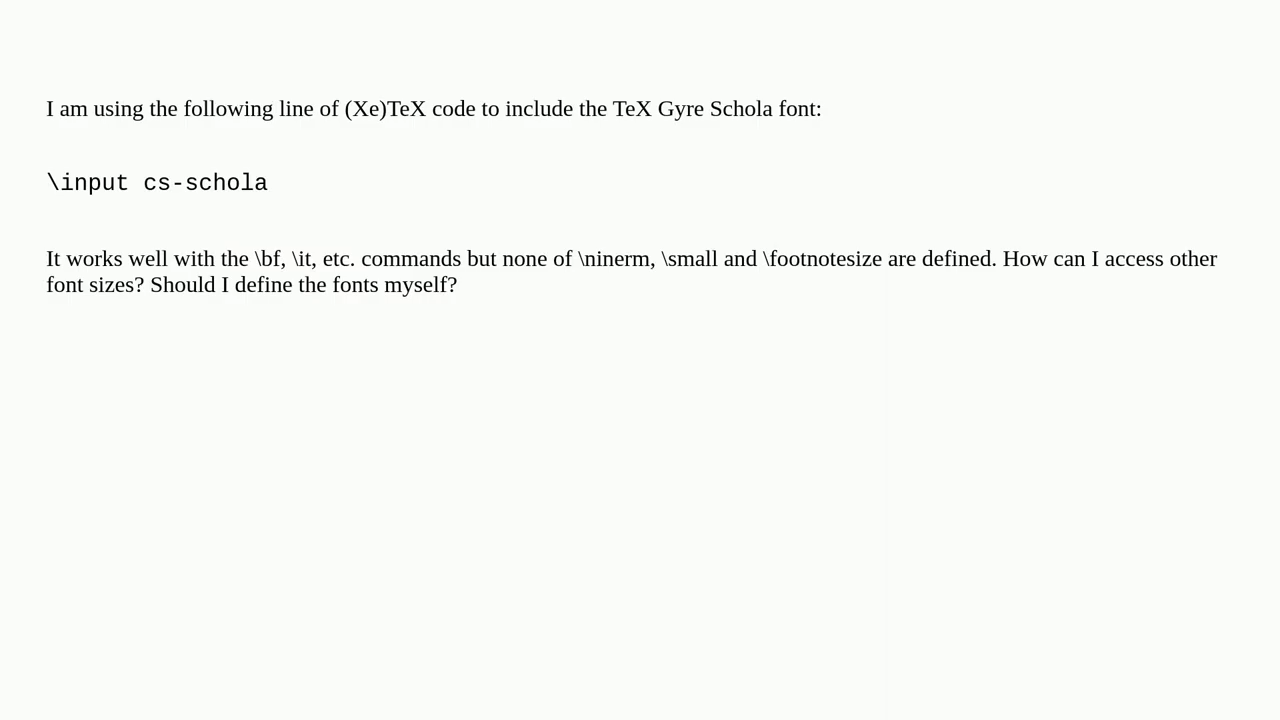 I am using the following line of (Xe)TeX code to include the TeX Gyre Schola font:
\input cs-schola
It works well with the \bf, \it, etc. commands but none of \ninerm, \small and \footnotesize are defined. How can I access other
font sizes? Should I define the fonts myself?